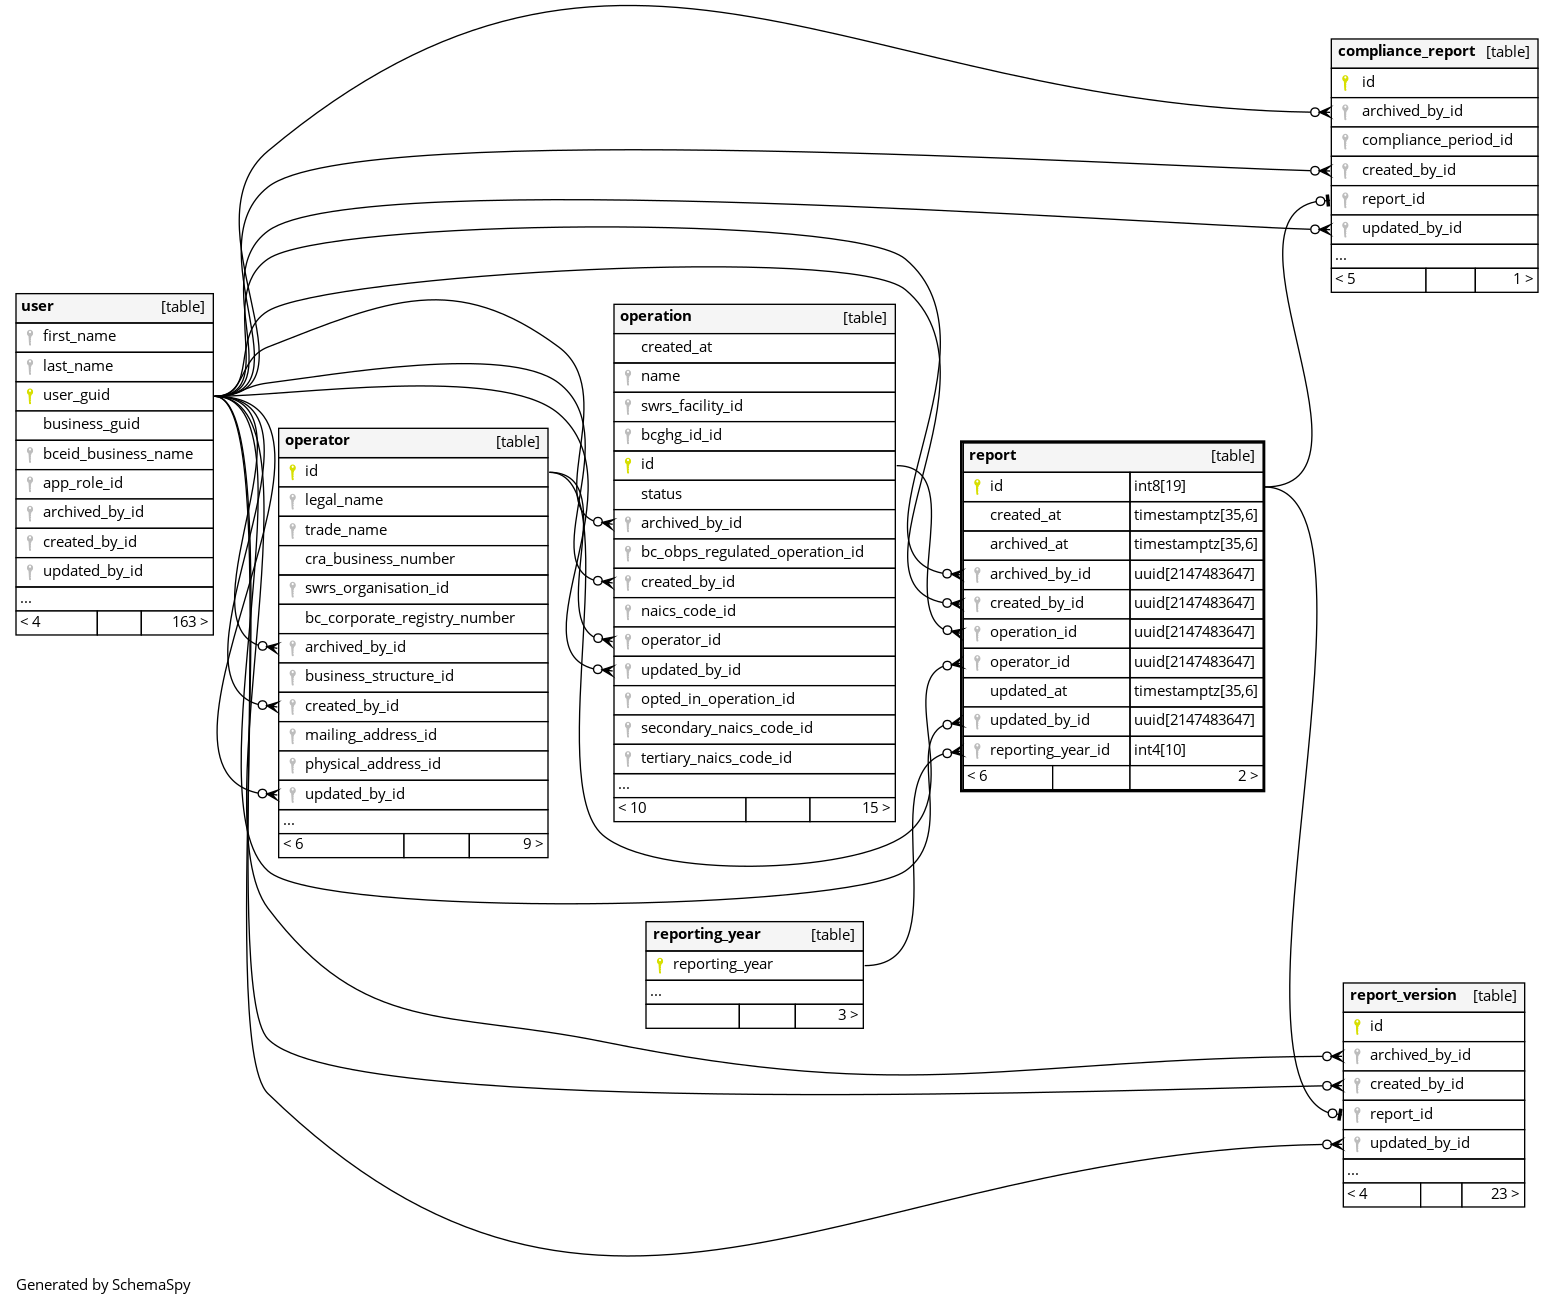 compliance_report [table]
id
archived_by_id
compliance_period_id
created_by_id
report_id
updated_by_id
...
< 5 1 >
user [table]
first_name
last_name
user_guid
business_guid
bceid_business_name
app_role_id
archived_by_id
created_by_id
updated_by_id
...
< 4 163 >
operator [table]
id
legal_name
trade_name
cra_business_number
swrs_organisation_id
bc_corporate_registry_number
archived_by_id
business_structure_id
created_by_id
mailing_address_id
physical_address_id
updated_by_id
...
< 6 9 >
operation [table]
created_at
name
swrs_facility_id
bcghg_id_id
id
status
archived_by_id
bc_obps_regulated_operation_id
created_by_id
naics_code_id
operator_id
updated_by_id
opted_in_operation_id
secondary_naics_code_id
tertiary_naics_code_id
...
< 10 15 >
report [table]
id int8[19]
created_at timestamptz[35,6]
archived_at timestamptz[35,6]
archived_by_id uuid[2147483647]
created_by_id uuid[2147483647]
operation_id uuid[2147483647]
operator_id uuid[2147483647]
updated_at timestamptz[35,6]
updated_by_id uuid[2147483647]
reporting_year_id int4[10]
< 6 2 >
reporting_year [table]
reporting_year
...
3 >
report_version [table]
id
archived_by_id
created_by_id
report_id
updated_by_id
...
< 4 23 >
Generated by SchemaSpy